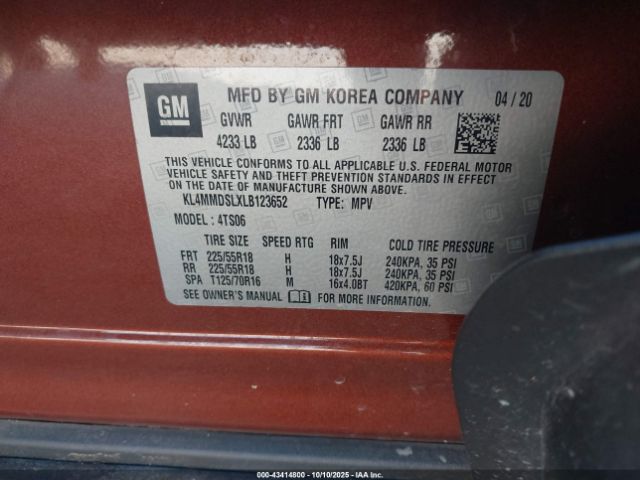 GM
MFD BY GM KOREA COMPANY 04 / 20
GVWR GAWR FRT GAWR RR
4233 LB 2336 LB 2336 LB
THIS VEHICLE CONFORMS TO ALL APPLICABLE U.S. FEDERAL MOTOR
VEHICLE SAFETY AND THEFT PREVENTION STANDARDS IN EFFECT
ON THE DATE OF MANUFACTURE SHOWN ABOVE.
KL4MMDSLXLB123652 TYPE: MPV
MODEL : 4TS06
TIRE SIZE SPEED RTG RIM COLD TIRE PRESSURE
FRT 225/55R18 H 18x7.5J 240KPA, 35 PSI
RR 225/55R18 H 18x7.5J 240KPA, 35 PSI
SPA T125/70R16 M 16x4.0BT 420KPA, 60 PSI
SEE OWNER'S MANUAL FOR MORE INFORMATION
000-43414800 - 10/10/2025 - IAA Inc.